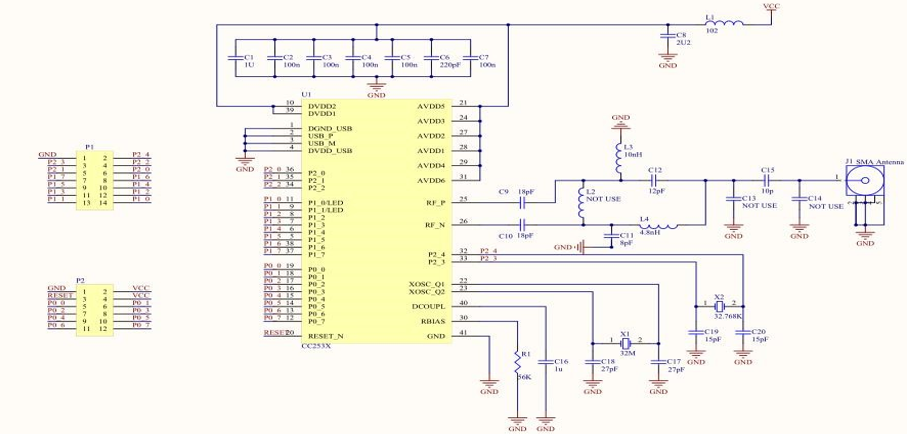 VCC
L1
102
C8
2U2
GND
C1
1U
C2
100n
C3
100n
C4
100n
C5
100n
C6
220pF
C7
100n
GND
U1
10 DVDD2 AVDD5 21
39 DVDD1
AVDD3 24
1 DGND_USB
2 USB_P AVDD2 27
3 USB_M
4 DVDD_USB AVDD1 28
GND
AVDD4 29
P2_0 36 P2_0
P2_1 35 P2_1 AVDD6 31
P2_2 34 P2_2
P1_0 11 P1_0/LED RF_P 25
P1_1 9 P1_1/LED
P1_2 8 P1_2
P1_3 7 P1_3 RF_N 26
P1_4 6 P1_4
P1_5 5 P1_5
P1_6 38 P1_6
P1_7 37 P1_7 P2_4 32 P2_4
P2_3 33 P2_3
P0_0 19 P0_0
P0_1 18 P0_1
P0_2 17 P0_2 XOSC_Q1 22
P0_3 16 P0_3 XOSC_Q2 23
P0_4 15 P0_4
P0_5 14 P0_5 DCOUPL 40
P0_6 13 P0_6
P0_7 12 P0_7 RBIAS 30
RESET 20 RESET_N GND 41
CC253X
P1
GND 1 2 P2_4
P2_3 3 4 P2_2
P2_1 5 6 P2_0
P1_7 7 8 P1_6
P1_5 9 10 P1_4
P1_3 11 12 P1_2
P1_1 13 14 P1_0
P2
GND 1 2 VCC
RESET 3 4 VCC
P0_0 5 6 P0_1
P0_2 7 8 P0_3
P0_4 9 10 P0_5
P0_6 11 12 P0_7
GND
L3
10nH
C9 18pF
L2
NOT USE
C12
12pF
C10 18pF
GND
C11
8pF
L4
4.8nH
C15
10p
C13
NOT USE
GND
C14
NOT USE
GND
1
J1 SMA Antenna
GND
X2
1 2
32.768K
C19
15pF
GND
C20
15pF
GND
X1
1 2
32M
C18
27pF
GND
C17
27pF
GND
GND
R1
56K
GND
C16
1u
GND